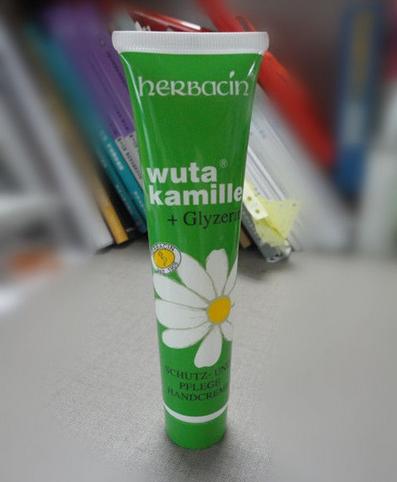 herbacin
wuta®
kamille
+ Glyzerin
SCHUTZ- UND
PFLEGE
HANDCREME